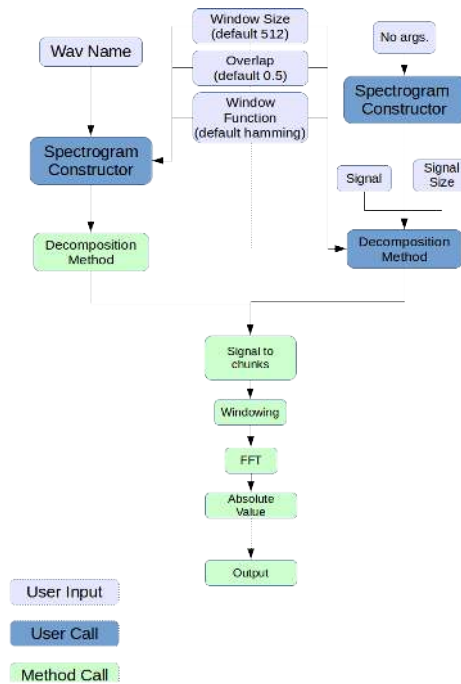 Window Size
(default 512)
No args.
Wav Name
Overlap
(default 0.5)
Spectrogram
Constructor
Window
Function
(default hamming)
Spectrogram
Constructor
Signal
Signal
Size
Decomposition
Method
Decomposition
Method
Signal to
chunks
Windowing
FFT
Absolute
Value
Output
User Input
User Call
Method Call